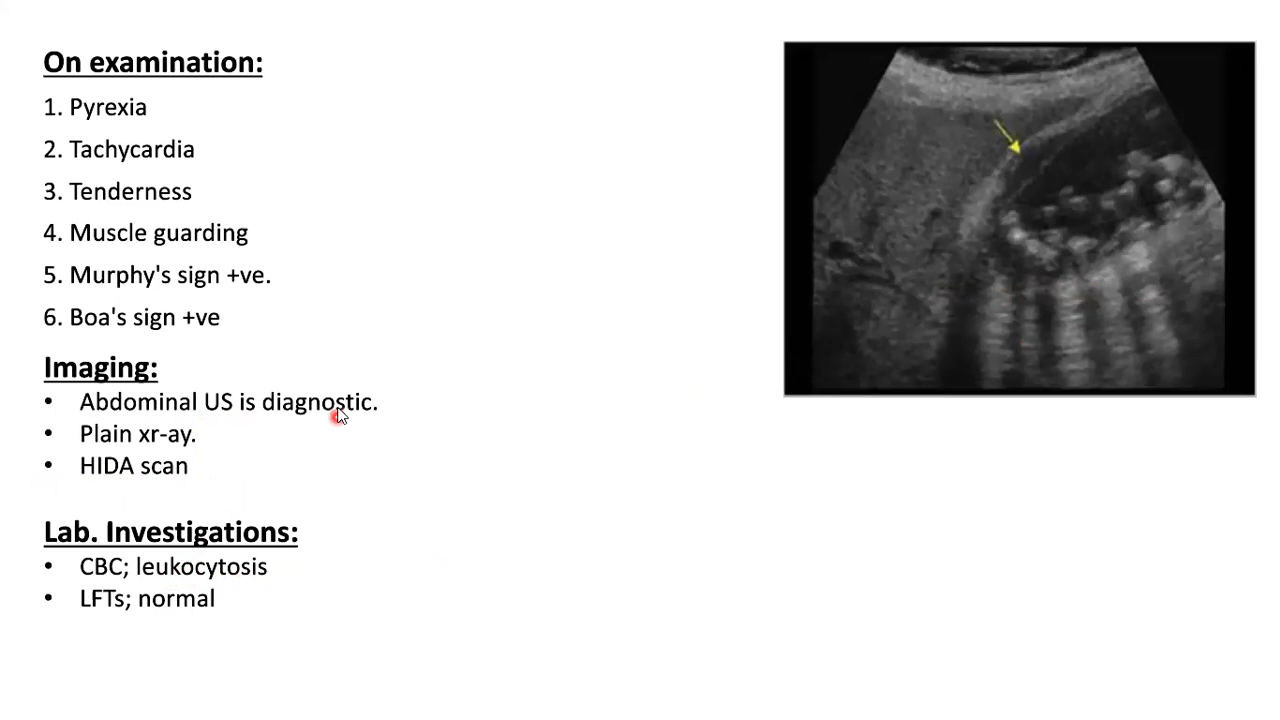 On examination:
1. Pyrexia
2. Tachycardia
3. Tenderness
4. Muscle guarding
5. Murphy's sign +ve.
6. Boa's sign +ve
Imaging:
• Abdominal US is diagnostic.
• Plain xr-ay.
• HIDA scan
Lab. Investigations:
• CBC; leukocytosis
• LFTs; normal